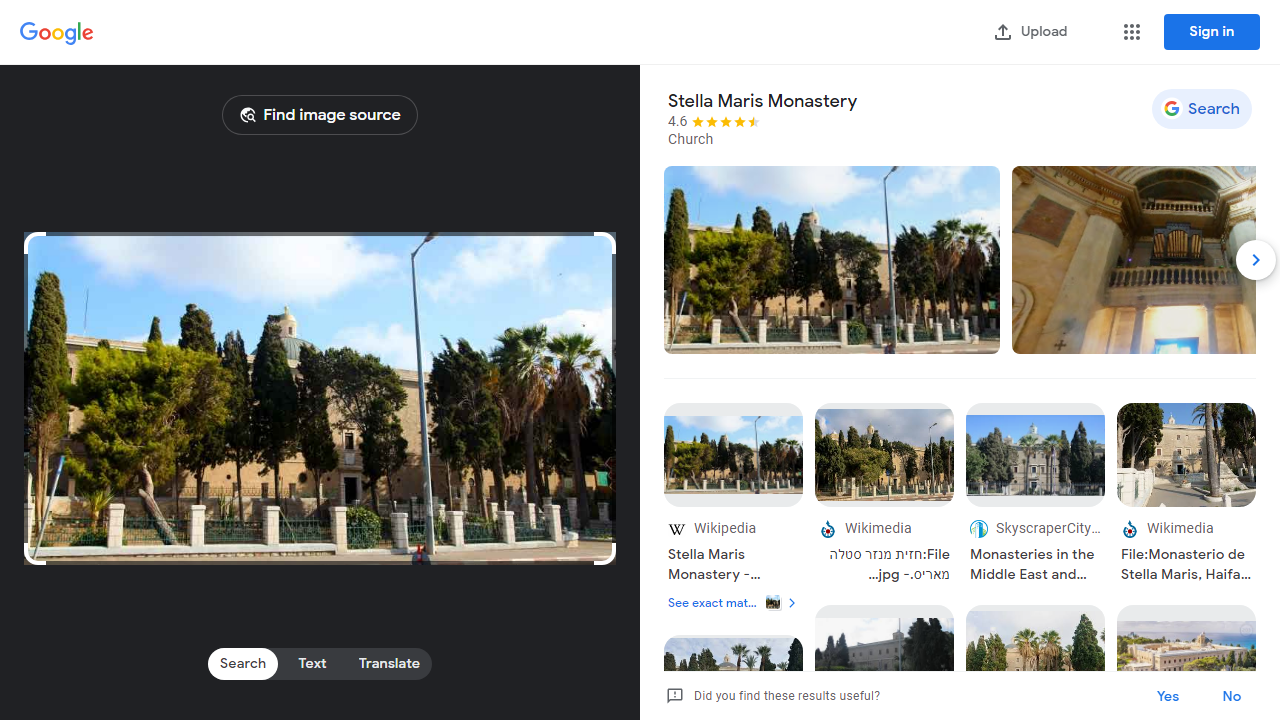 Google
Upload
Sign in
Find image source
Stella Maris Monastery
4.6
Church
Search
Wikipedia
Stella Maris
Monastery -...
See exact mat...
Wikimedia
File:חזית מנזר סטלה
מאריס.- jpg...
SkyscraperCity...
Monasteries in the
Middle East and...
Wikimedia
File:Monasterio de
Stella Maris, Haifa...
Search
Text
Translate
Did you find these results useful?
Yes
No